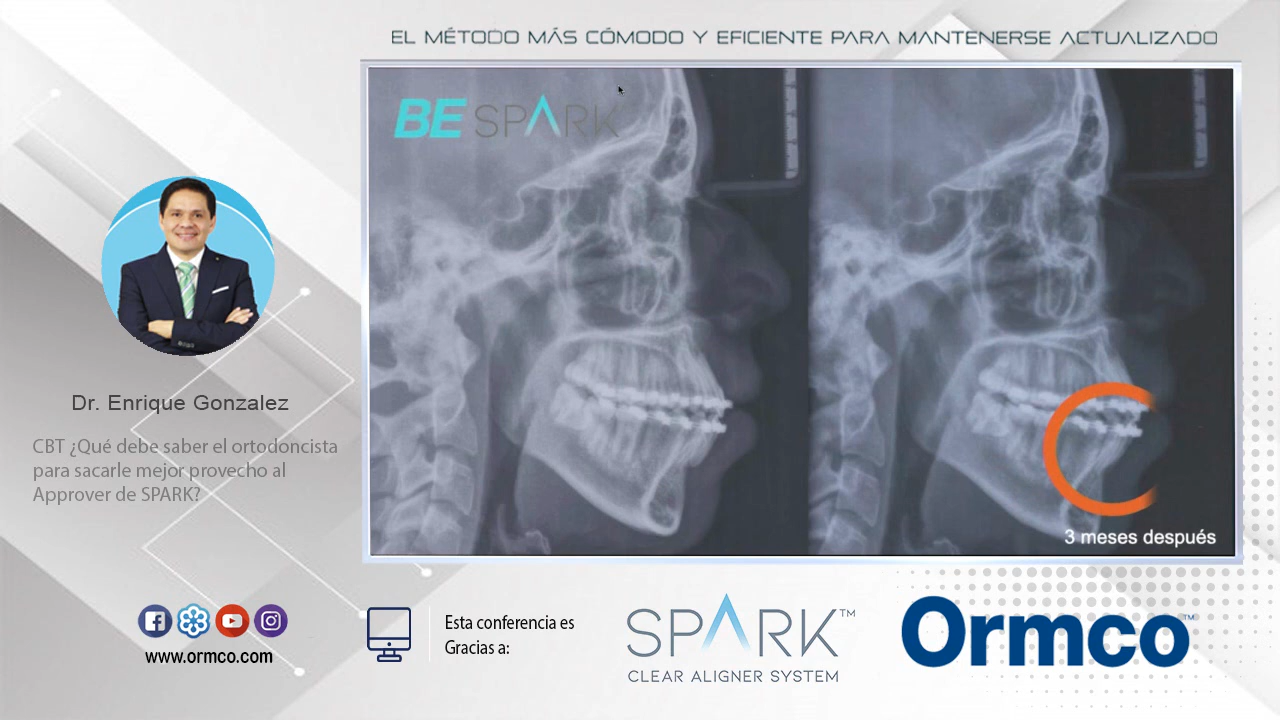 EL MÉTODO MÁS CÓMODO Y EFICIENTE PARA MANTENERSE ACTUALIZADO
BE SPARK
3 meses después
Dr. Enrique Gonzalez
CBT ¿Qué debe saber el ortodoncista
para sacarle mejor provecho al
Approver de SPARK?
www.ormco.com
Esta conferencia es
Gracias a:
SPARK™
CLEAR ALIGNER SYSTEM
Ormco™